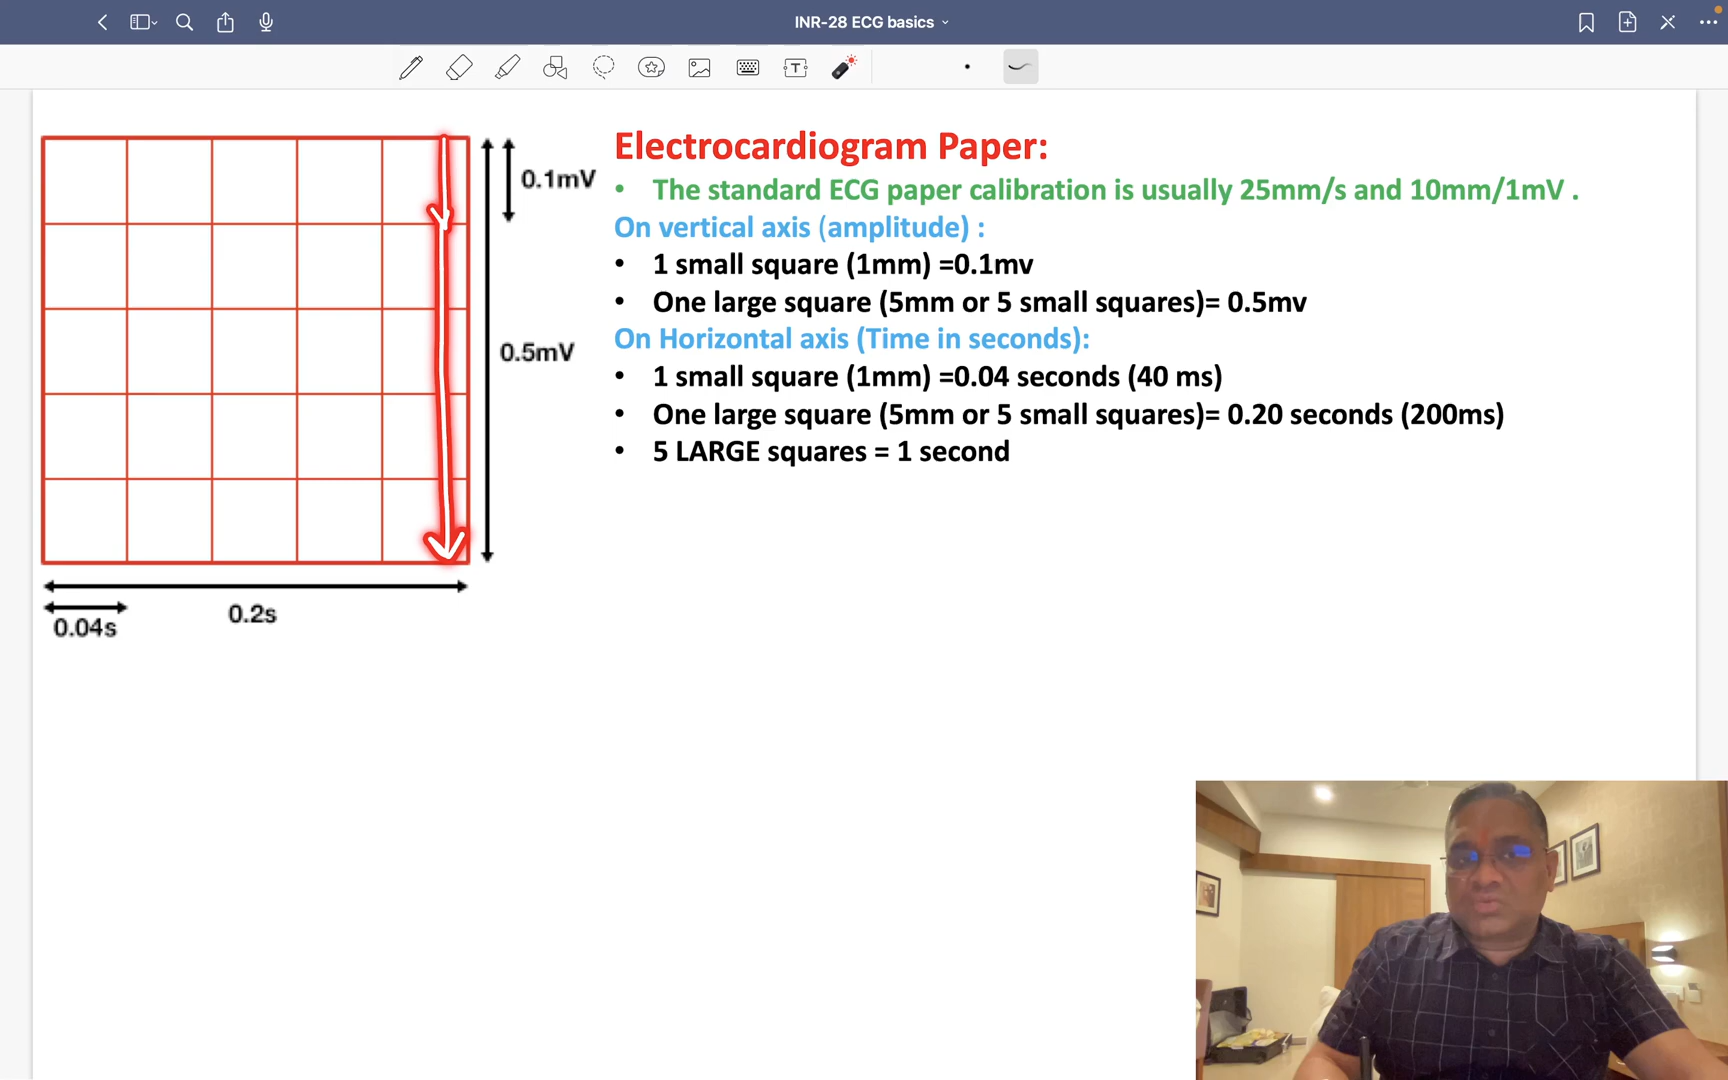 INR-28 ECG basics
Electrocardiogram Paper:
• The standard ECG paper calibration is usually 25mm/s and 10mm/1mV .
On vertical axis (amplitude) :
• 1 small square (1mm) =0.1mv
• One large square (5mm or 5 small squares)= 0.5mv
On Horizontal axis (Time in seconds):
• 1 small square (1mm) =0.04 seconds (40 ms)
• One large square (5mm or 5 small squares)= 0.20 seconds (200ms)
• 5 LARGE squares = 1 second
0.1mV
0.5mV
0.2s
0.04s